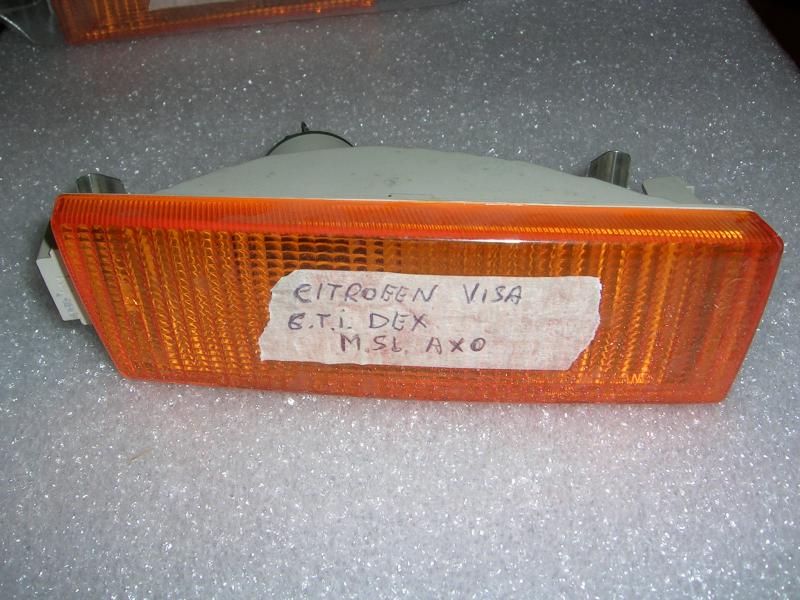 CITROEEN VISA
G.T.i. DEX
M.SL. AXO